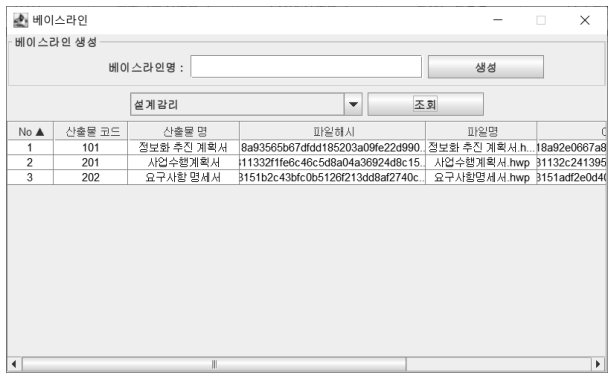 베이스라인
베이스라인 생성
베이스라인명 : 생성
설계감리 조회
No ▲ 산출물 코드 산출물 명 파일해시 파일명
1 101 정보화 추진 계획서 8a93565b67dfdd185203a09fe22d990... 정보화 추진 계획서.h... 18a92e0667a8
2 201 사업수행계획서 411332f1fe6c46c5d8a04a36924d8c15... 사업수행계획서.hwp 31132c241395
3 202 요구사항 명세서 3151b2c43bfc0b5126f213dd8af2740c... 요구사항명세서.hwp 3151adf2e0d4